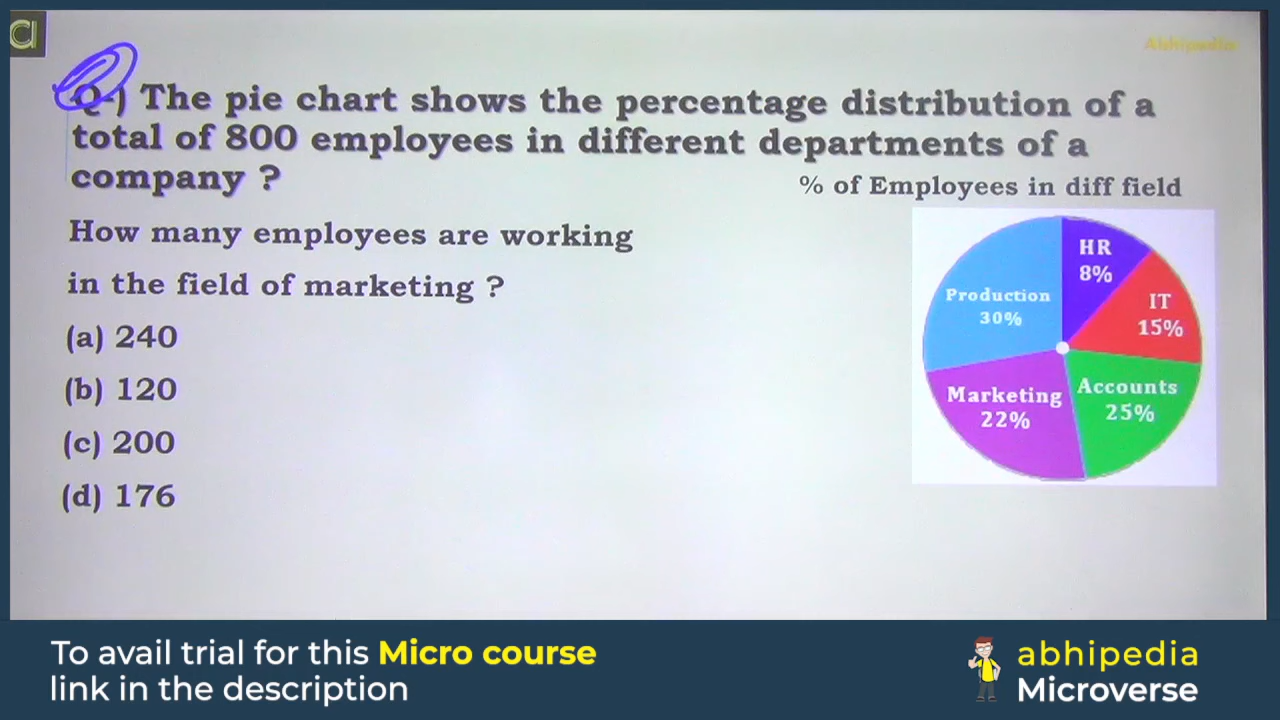 Abhipedia
Q-) The pie chart shows the percentage distribution of a
total of 800 employees in different departments of a
company ?
% of Employees in diff field
How many employees are working
in the field of marketing ?
(a) 240
(b) 120
(c) 200
(d) 176
HR
8%
IT
15%
Production
30%
Accounts
25%
Marketing
22%
To avail trial for this Micro course
link in the description
abhipedia
Microverse